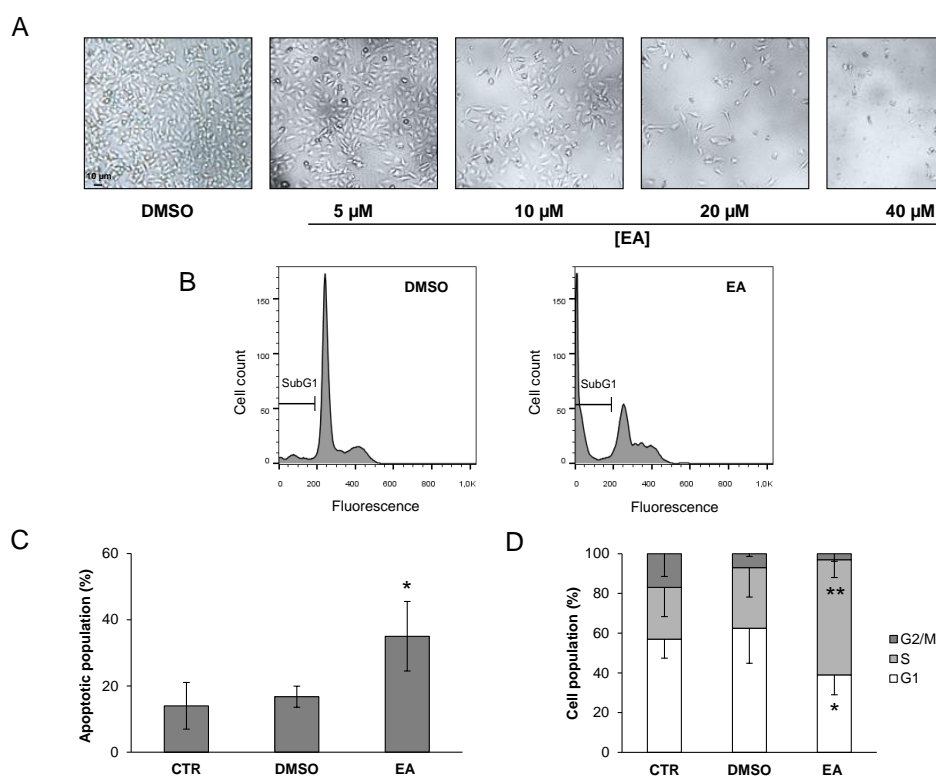 A
10 µm
DMSO 5 µM 10 µM 20 µM 40 µM
[EA]
B
DMSO
Cell count
150
100
50
0
SubG1
0 200 400 600 800 1,0K
Fluorescence
EA
Cell count
150
100
50
0
SubG1
0 200 400 600 800 1,0K
Fluorescence
C
Apoptotic population (%)
60
40
20
0
*
CTR DMSO EA
D
Cell population (%)
100
80
60
40
20
0
**
*
CTR DMSO EA
G2/M
S
G1